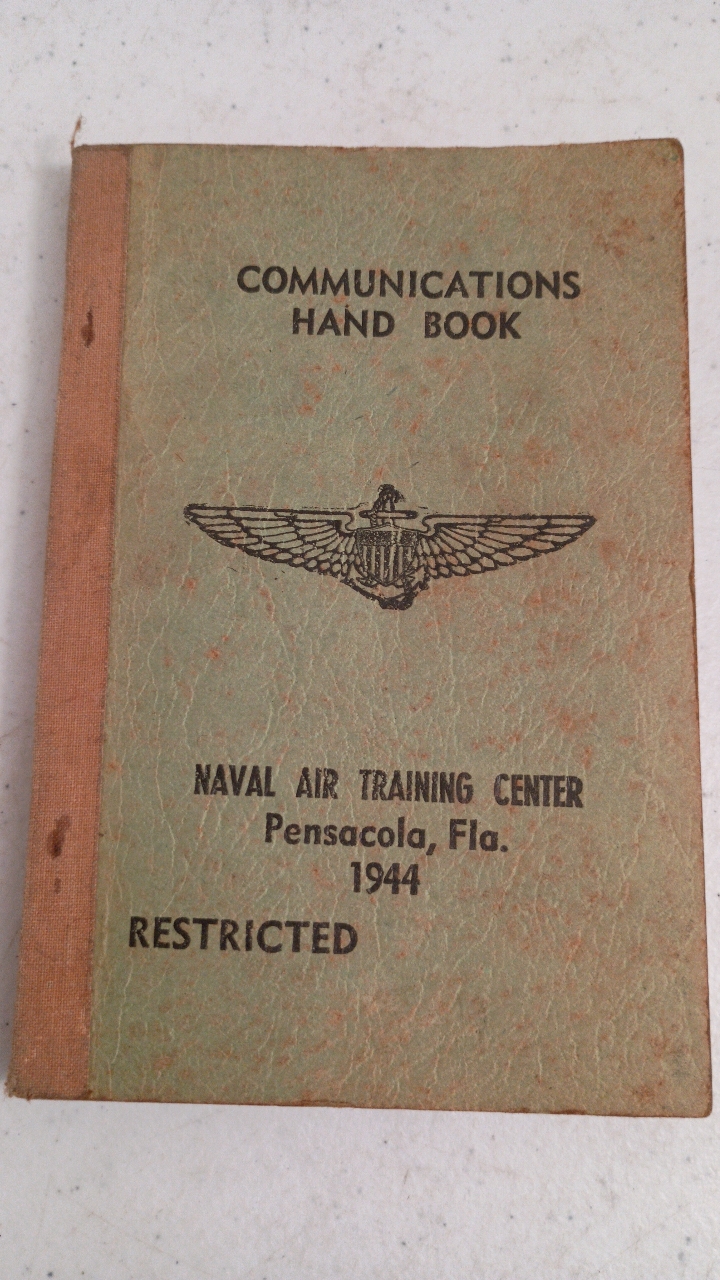 COMMUNICATIONS
HAND BOOK
NAVAL AIR TRAINING CENTER
Pensacola, Fla.
1944
RESTRICTED